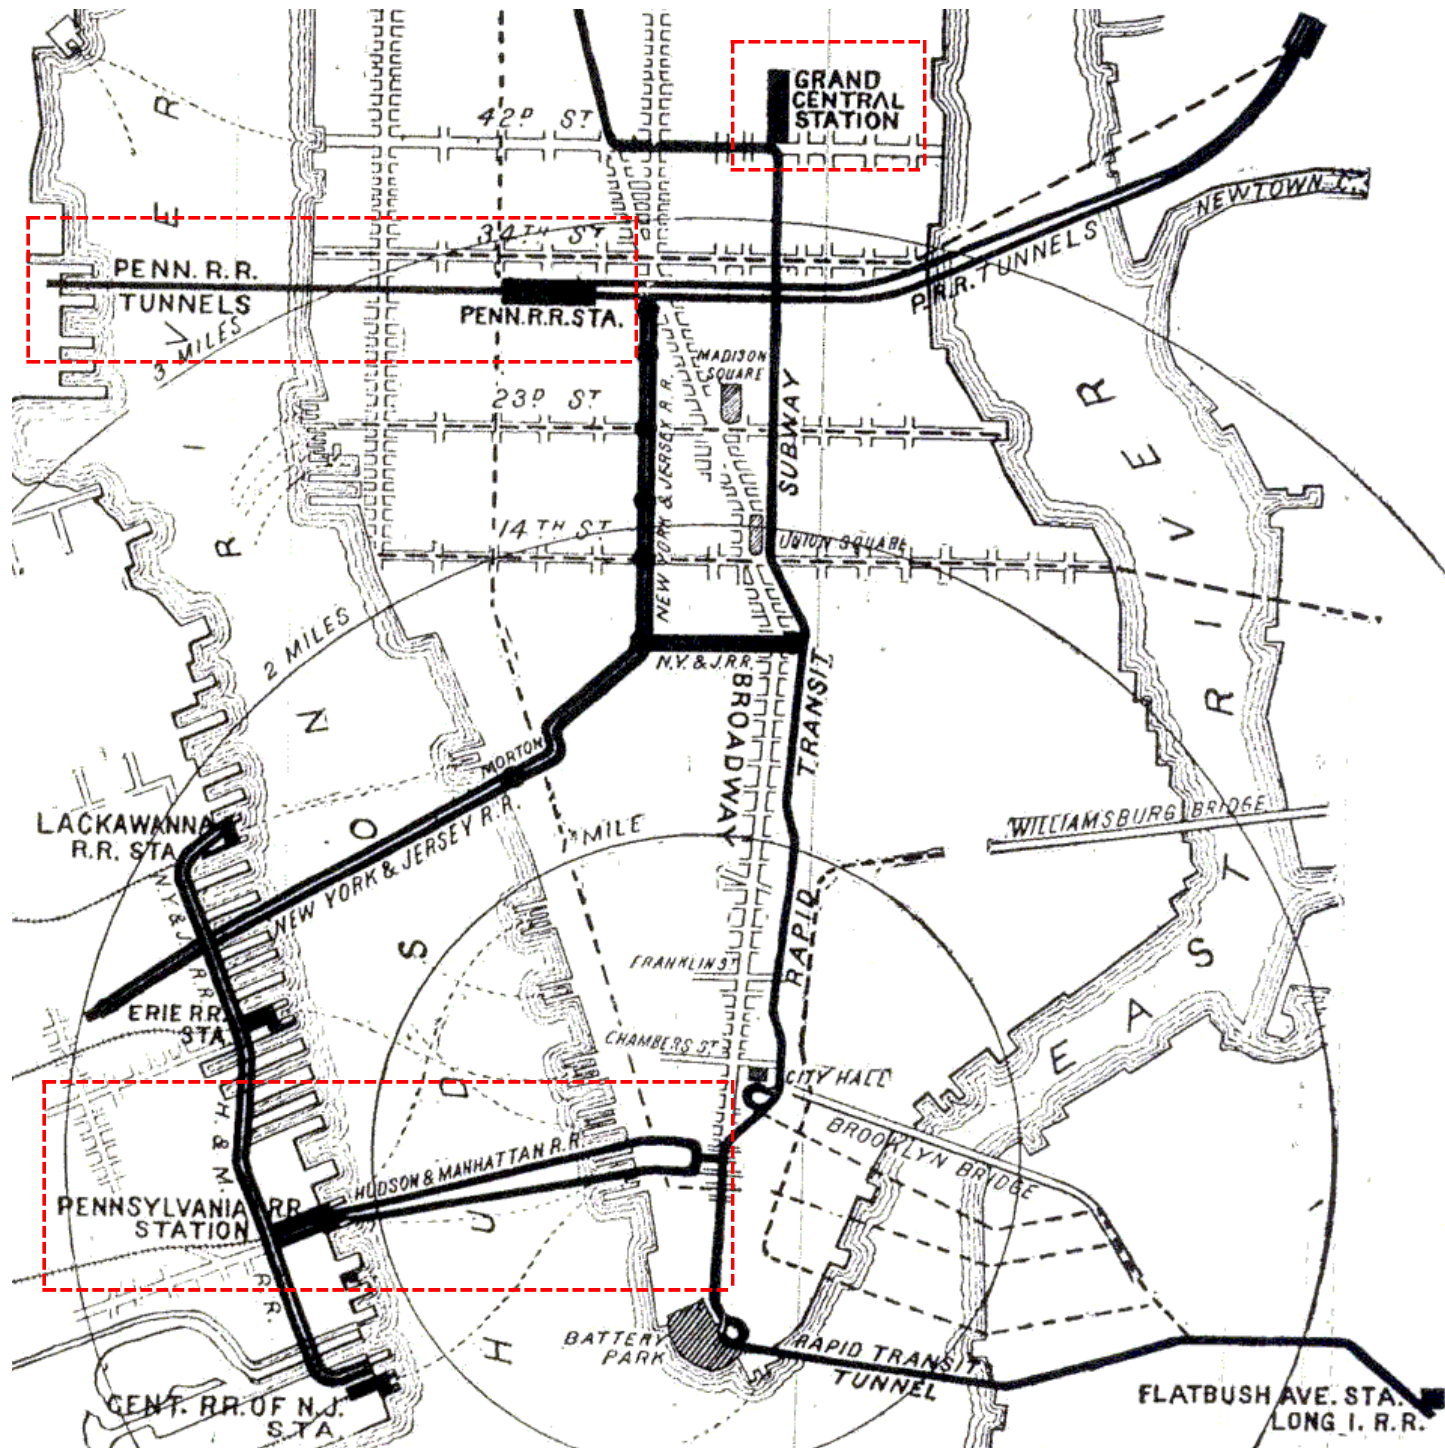 GRAND
CENTRAL
STATION
42D ST
NEWTOWN C.
34TH ST
PENN. R.R.
TUNNELS
PENN. R.R. STA.
P. R.R. TUNNELS
3 MILES
MADISON
SQUARE
23D ST
NEW YORK & JERSEY R.R.
SUBWAY
14TH ST
UNION SQUARE
2 MILES
N.Y. & J. R.R.
BROADWAY
RAPID TRANSIT
MORTON
NEW YORK & JERSEY R.R.
1 MILE
WILLIAMSBURG BRIDGE
LACKAWANNA
R.R. STA.
N.Y. & J. R.R.
HUDSON RIVER
EAST RIVER
FRANKLIN ST
ERIE R.R.
STA.
CHAMBERS ST
CITY HALL
BROOKLYN BRIDGE
H. & M. R.R.
HUDSON & MANHATTAN R.R.
PENNSYLVANIA RR
STATION
BATTERY
PARK
RAPID TRANSIT
TUNNEL
CENT. RR. OF N.J.
STA.
FLATBUSH AVE. STA.
LONG I. R.R.